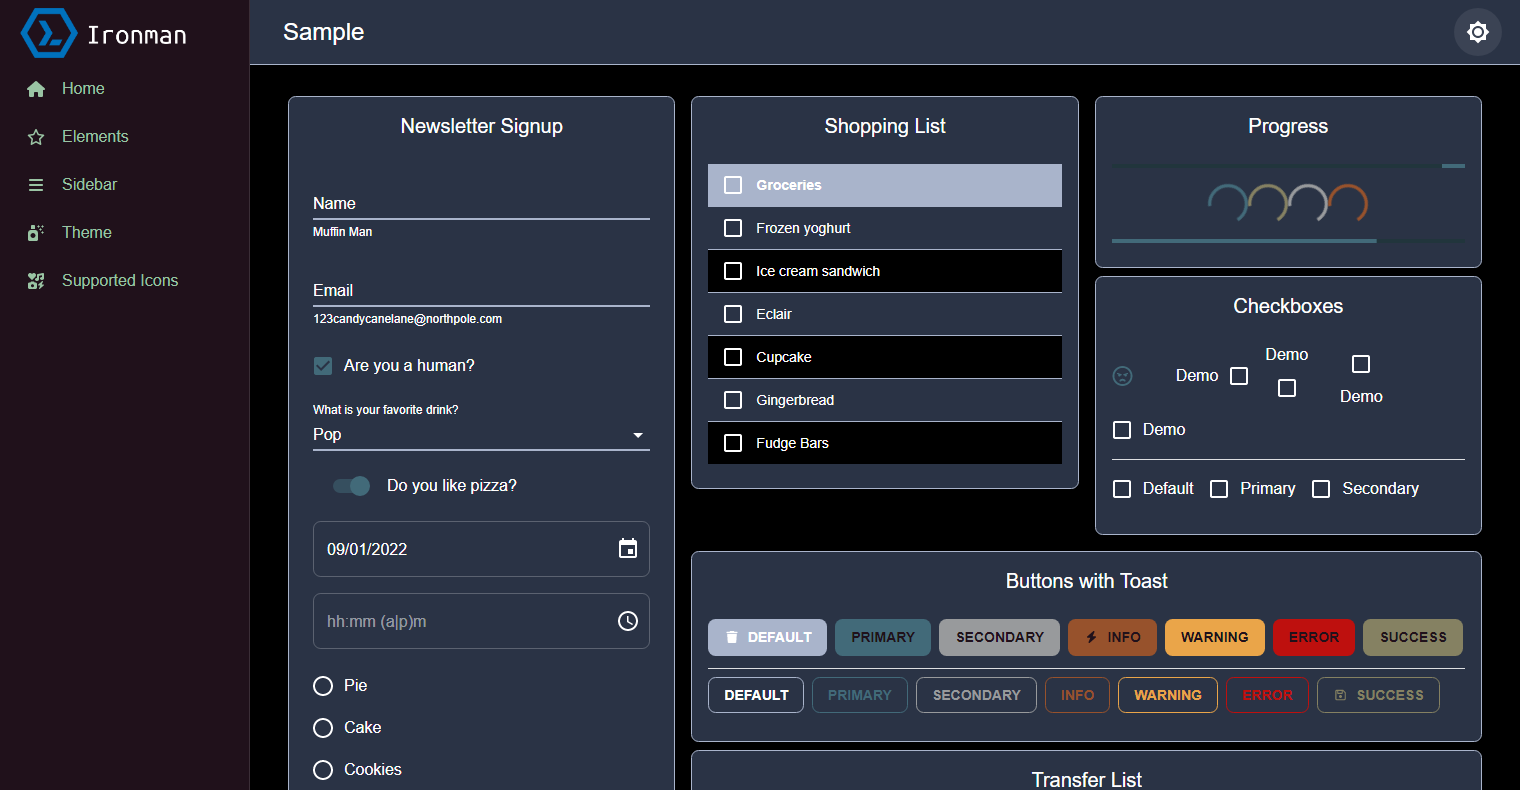 Ironman
Home
Elements
Sidebar
Theme
Supported Icons
Sample
Newsletter Signup
Name
Muffin Man
Email
123candycanelane@northpole.com
Are you a human?
What is your favorite drink?
Pop
Do you like pizza?
09/01/2022
hh:mm (a|p)m
Pie
Cake
Cookies
Shopping List
Groceries
Frozen yoghurt
Ice cream sandwich
Eclair
Cupcake
Gingerbread
Fudge Bars
Progress
Checkboxes
Demo
Demo
Demo
Demo
Default Primary Secondary
Buttons with Toast
DEFAULT PRIMARY SECONDARY INFO WARNING ERROR SUCCESS
DEFAULT PRIMARY SECONDARY INFO WARNING ERROR SUCCESS
Transfer List